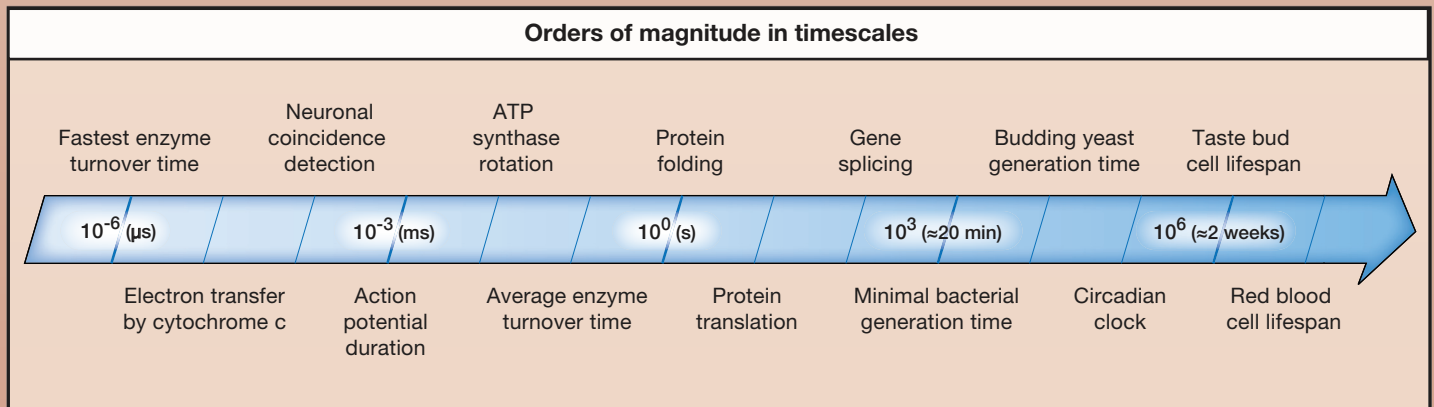 Orders of magnitude in timescales
Fastest enzyme
turnover time
Neuronal
coincidence
detection
ATP
synthase
rotation
Protein
folding
Gene
splicing
Budding yeast
generation time
Taste bud
cell lifespan
10⁻⁶ (µs)
10⁻³ (ms)
10⁰ (s)
10³ (≈20 min)
10⁶ (≈2 weeks)
Electron transfer
by cytochrome c
Action
potential
duration
Average enzyme
turnover time
Protein
translation
Minimal bacterial
generation time
Circadian
clock
Red blood
cell lifespan